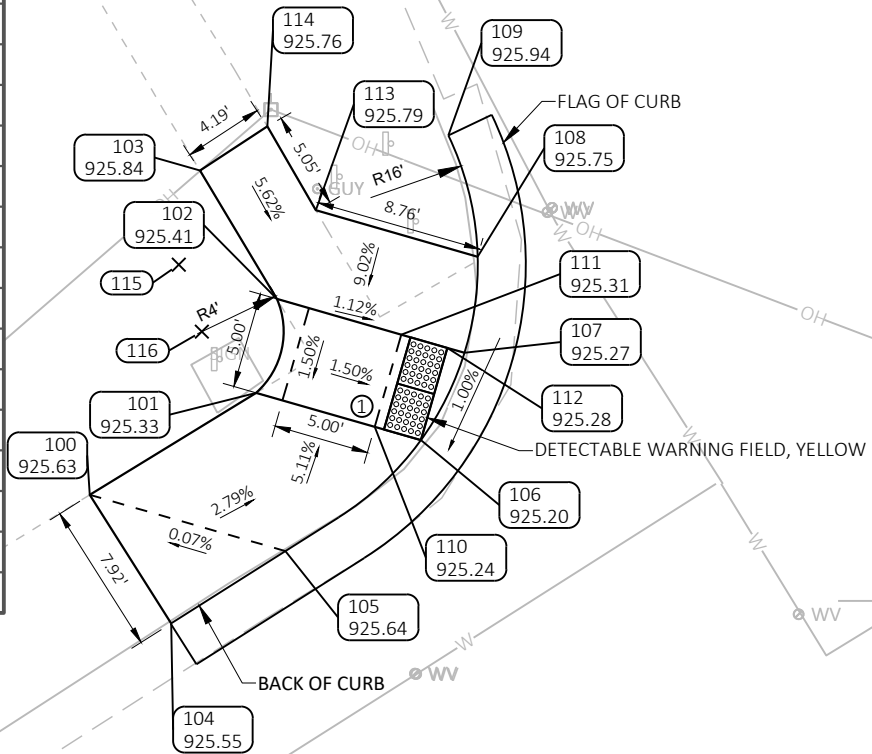 114
925.76
109
925.94
FLAG OF CURB
113
925.79
4.19'
5.05'
108
925.75
103
925.84
OH
R16'
GUY
5.62%
8.76'
W
WV
WV
102
925.41
OH
9.02%
111
925.31
115
1.12%
R4'
OH
116
5.00'
1.50%
1.50%
107
925.27
1.00%
112
925.28
101
925.33
1
5.00'
W
DETECTABLE WARNING FIELD, YELLOW
100
925.63
5.11%
106
925.20
2.79%
0.07%
110
925.24
W
7.92'
105
925.64
WV
W
WV
BACK OF CURB
104
925.55